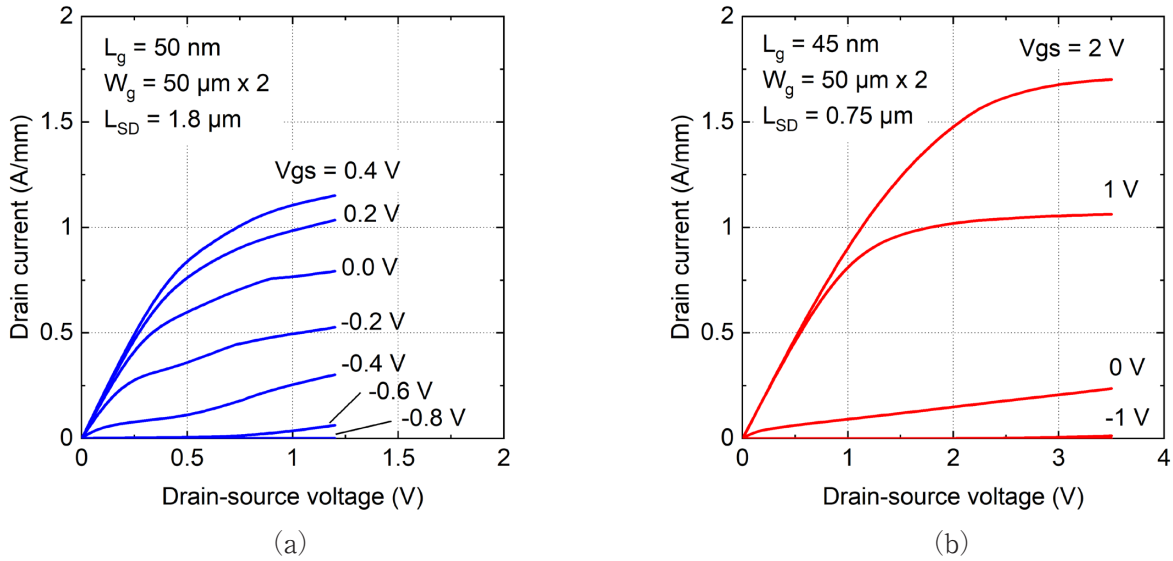 2
1.5
1
0.5
0
0
0.5
1
1.5
2
Drain current (A/mm)
Drain-source voltage (V)
Lg = 50 nm
Wg = 50 µm x 2
LSD = 1.8 µm
Vgs = 0.4 V
0.2 V
0.0 V
-0.2 V
-0.4 V
-0.6 V
-0.8 V
(a)
2
1.5
1
0.5
0
0
1
2
3
4
Drain current (A/mm)
Drain-source voltage (V)
Lg = 45 nm
Wg = 50 µm x 2
LSD = 0.75 µm
Vgs = 2 V
1 V
0 V
-1 V
(b)